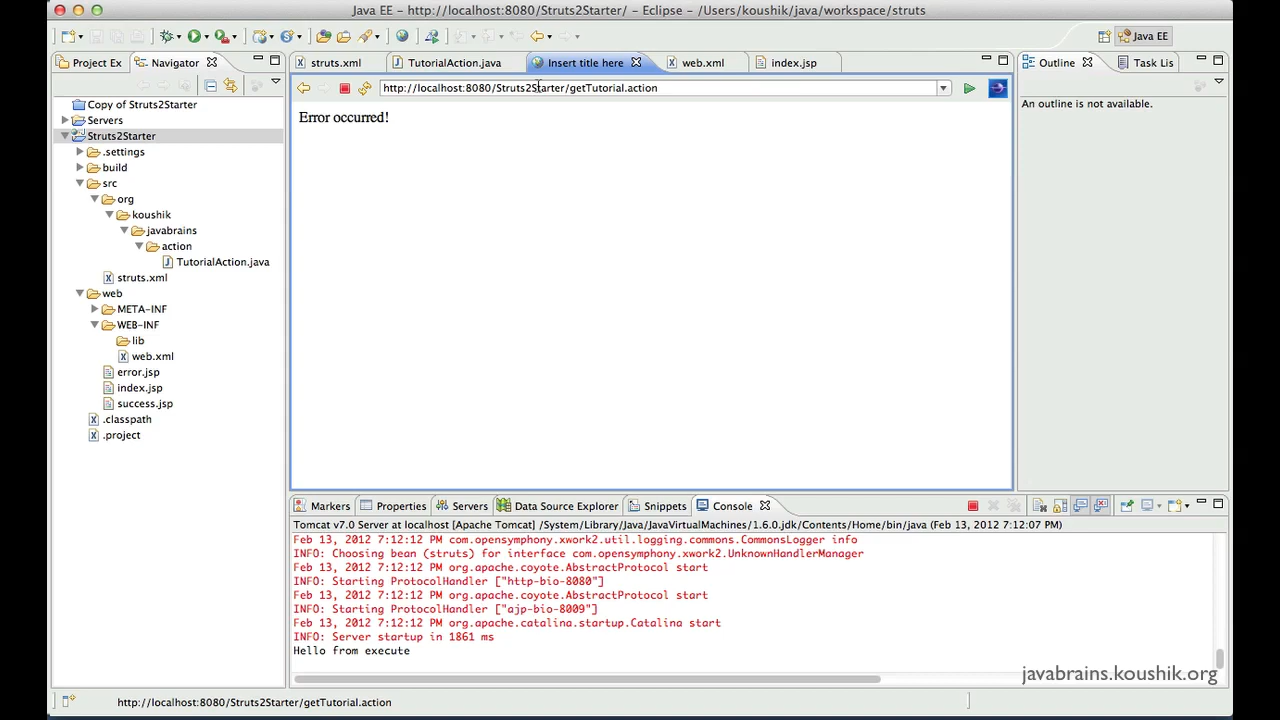 Java EE - http://localhost:8080/Struts2Starter/ - Eclipse - /Users/koushik/java/workspace/struts
Java EE
Project Ex
Navigator
struts.xml
TutorialAction.java
Insert title here
web.xml
index.jsp
Outline
Task Lis
http://localhost:8080/Struts2Starter/getTutorial.action
An outline is not available.
Error occurred!
Copy of Struts2Starter
Servers
Struts2Starter
.settings
build
src
org
koushik
javabrains
action
TutorialAction.java
struts.xml
web
META-INF
WEB-INF
lib
web.xml
error.jsp
index.jsp
success.jsp
.classpath
.project
Markers
Properties
Servers
Data Source Explorer
Snippets
Console
Tomcat v7.0 Server at localhost [Apache Tomcat] /System/Library/Java/JavaVirtualMachines/1.6.0.jdk/Contents/Home/bin/java (Feb 13, 2012 7:12:07 PM)
Feb 13, 2012 7:12:12 PM com.opensymphony.xwork2.util.logging.commons.CommonsLogger info
INFO: Choosing bean (struts) for interface com.opensymphony.xwork2.UnknownHandlerManager
Feb 13, 2012 7:12:12 PM org.apache.coyote.AbstractProtocol start
INFO: Starting ProtocolHandler ["http-bio-8080"]
Feb 13, 2012 7:12:12 PM org.apache.coyote.AbstractProtocol start
INFO: Starting ProtocolHandler ["ajp-bio-8009"]
Feb 13, 2012 7:12:12 PM org.apache.catalina.startup.Catalina start
INFO: Server startup in 1861 ms
Hello from execute
javabrains.koushik.org
http://localhost:8080/Struts2Starter/getTutorial.action